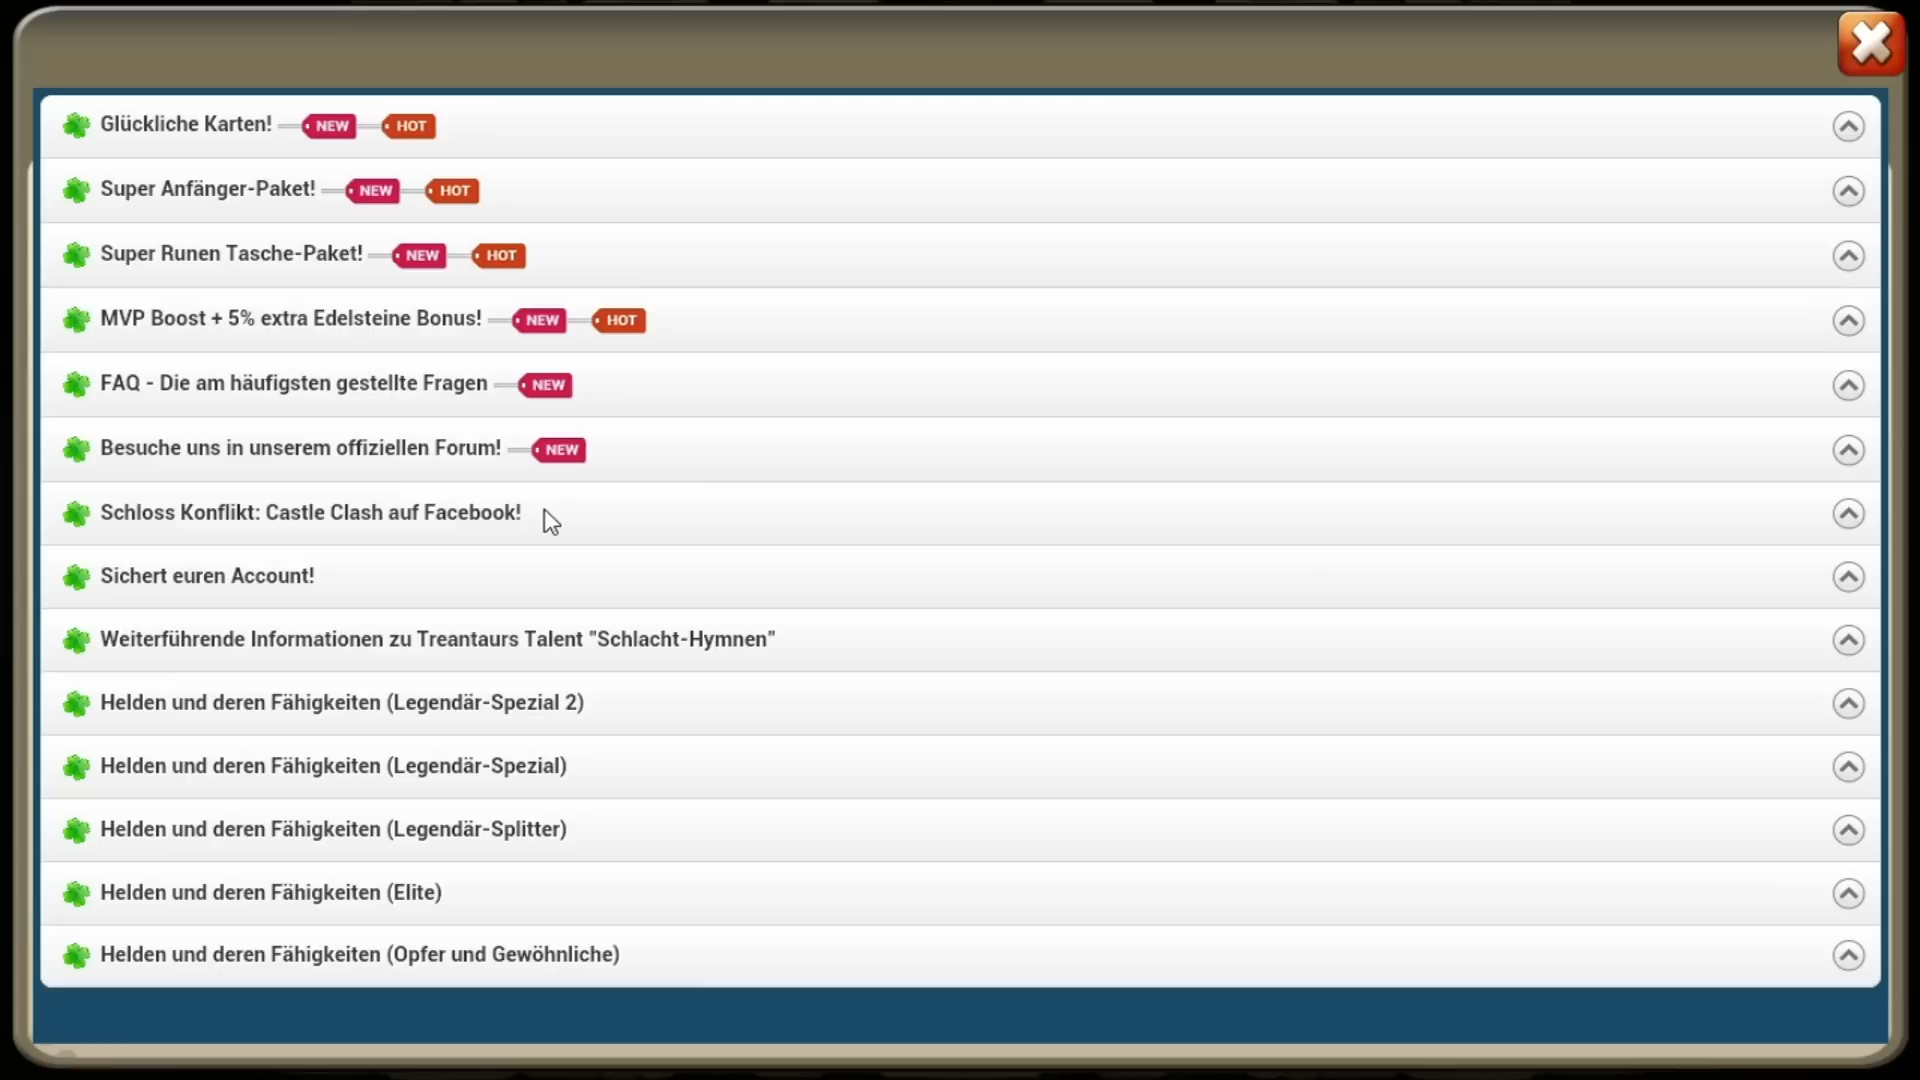 Glückliche Karten! NEW HOT
Super Anfänger-Paket! NEW HOT
Super Runen Tasche-Paket! NEW HOT
MVP Boost + 5% extra Edelsteine Bonus! NEW HOT
FAQ - Die am häufigsten gestellte Fragen NEW
Besuche uns in unserem offiziellen Forum! NEW
Schloss Konflikt: Castle Clash auf Facebook!
Sichert euren Account!
Weiterführende Informationen zu Treantaurs Talent "Schlacht-Hymnen"
Helden und deren Fähigkeiten (Legendär-Spezial 2)
Helden und deren Fähigkeiten (Legendär-Spezial)
Helden und deren Fähigkeiten (Legendär-Splitter)
Helden und deren Fähigkeiten (Elite)
Helden und deren Fähigkeiten (Opfer und Gewöhnliche)